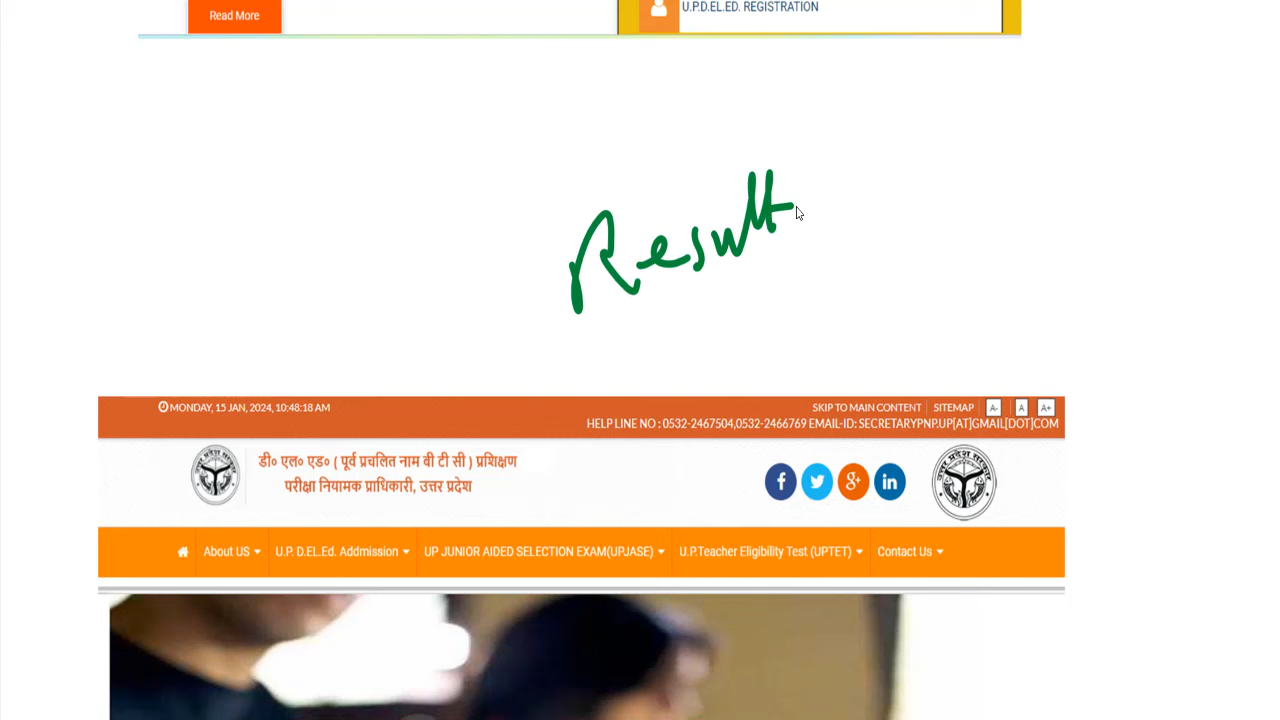 Read More
U.P.D.EL.ED. REGISTRATION
Result
MONDAY, 15 JAN, 2024, 10:48:18 AM
SKIP TO MAIN CONTENT SITEMAP A- A A+
HELP LINE NO : 0532-2467504,0532-2466769 EMAIL-ID: SECRETARYPNP.UP[AT]GMAIL[DOT]COM
डी० एल० एड० ( पूर्व प्रचलित नाम बी टी सी ) प्रशिक्षण
परीक्षा नियामक प्राधिकारी, उत्तर प्रदेश
About US U.P. D.EL.Ed. Addmission UP JUNIOR AIDED SELECTION EXAM(UPJASE) U.P.Teacher Eligibility Test (UPTET) Contact Us